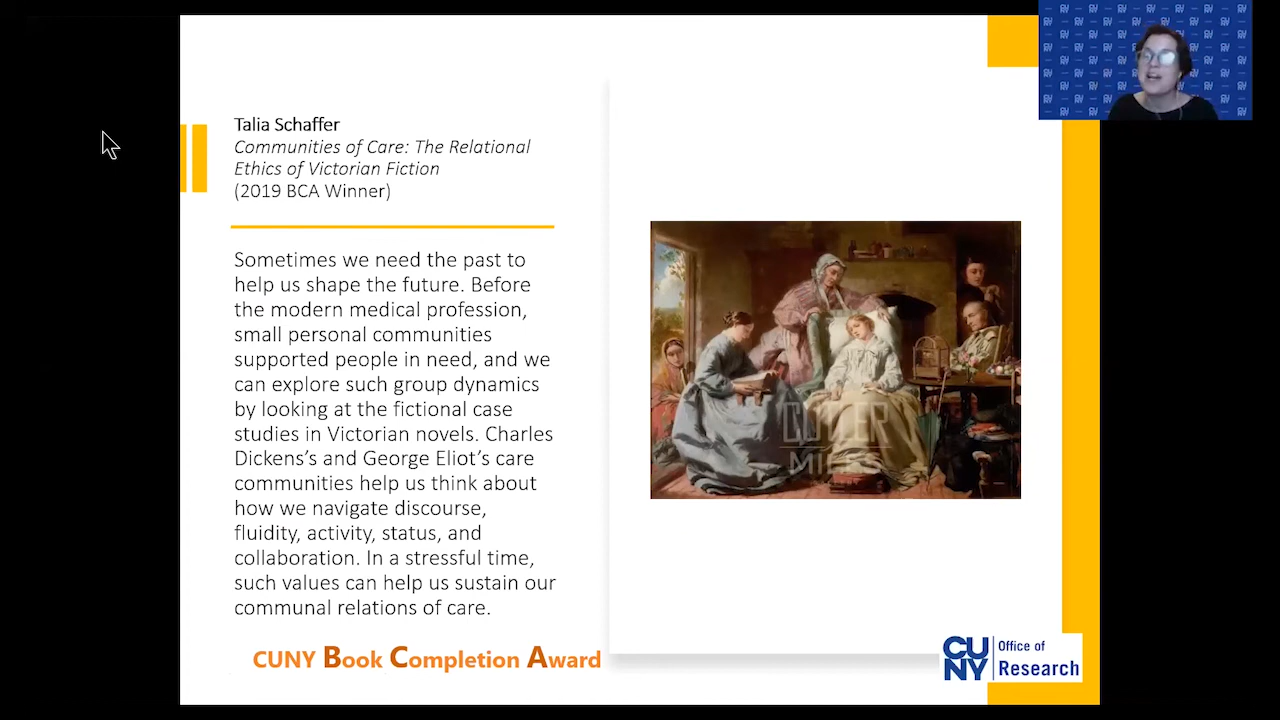 Talia Schaffer
Communities of Care: The Relational
Ethics of Victorian Fiction
(2019 BCA Winner)
Sometimes we need the past to
help us shape the future. Before
the modern medical profession,
small personal communities
supported people in need, and we
can explore such group dynamics
by looking at the fictional case
studies in Victorian novels. Charles
Dickens’s and George Eliot’s care
communities help us think about
how we navigate discourse,
fluidity, activity, status, and
collaboration. In a stressful time,
such values can help us sustain our
communal relations of care.
CUNY Book Completion Award
CUNY
Office of
Research